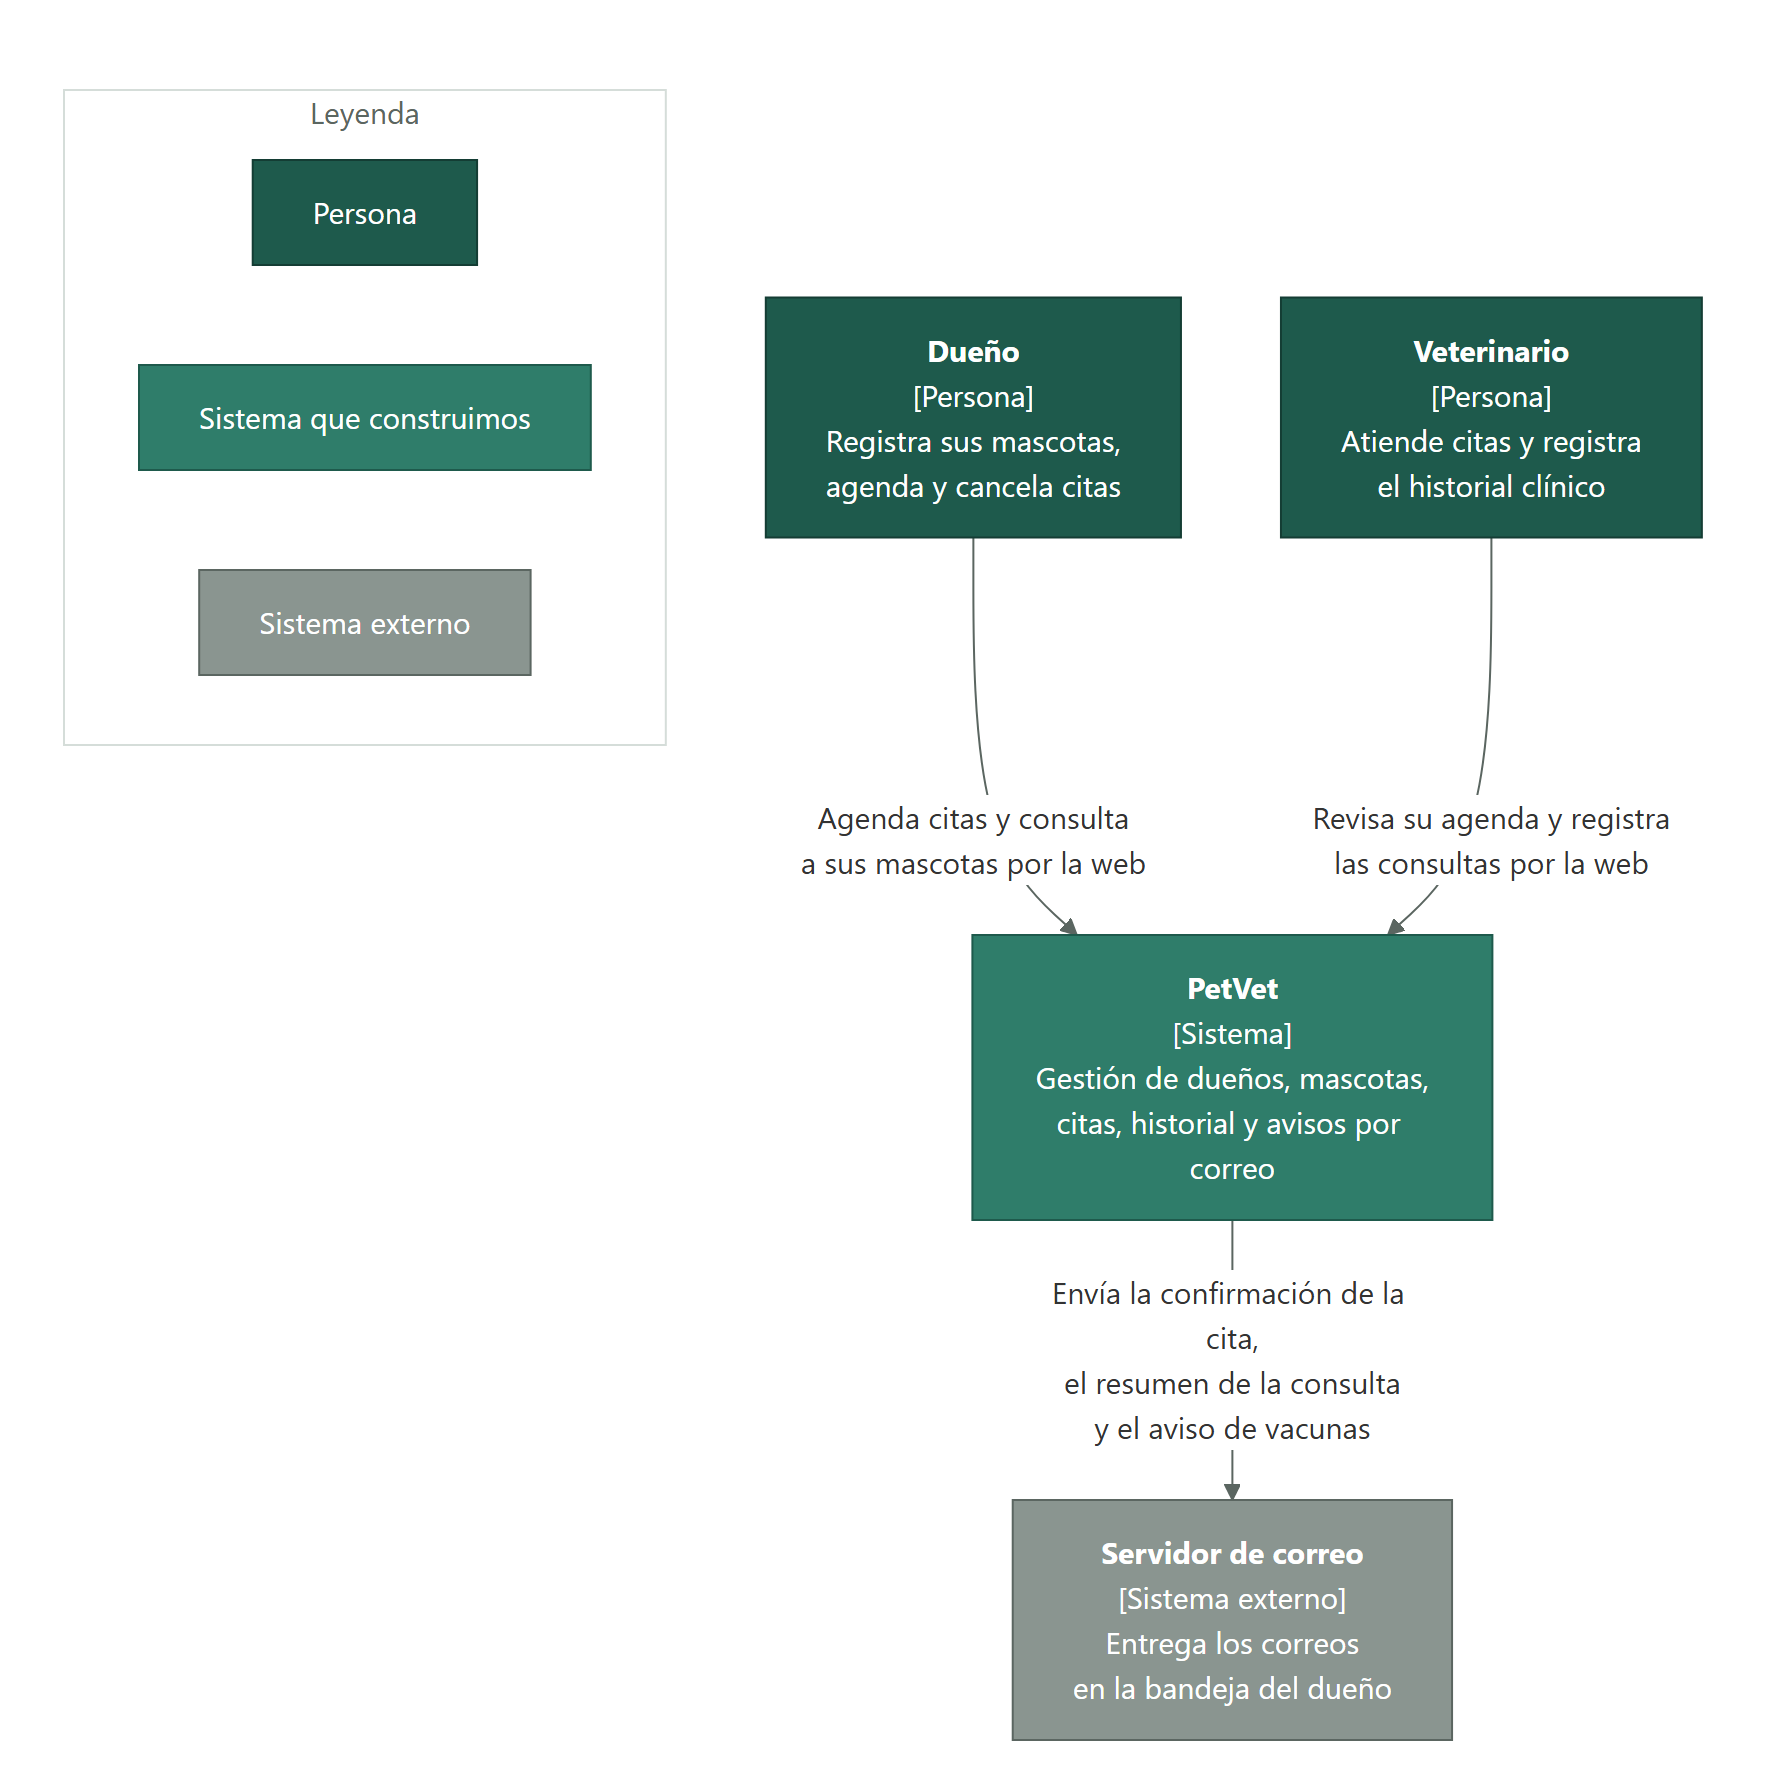 Leyenda
Persona
Sistema que construimos
Sistema externo
Dueño
[Persona]
Registra sus mascotas,
agenda y cancela citas
Veterinario
[Persona]
Atiende citas y registra
el historial clínico
Agenda citas y consulta
a sus mascotas por la web
Revisa su agenda y registra
las consultas por la web
PetVet
[Sistema]
Gestión de dueños, mascotas,
citas, historial y avisos por
correo
Envía la confirmación de la
cita,
el resumen de la consulta
y el aviso de vacunas
Servidor de correo
[Sistema externo]
Entrega los correos
en la bandeja del dueño